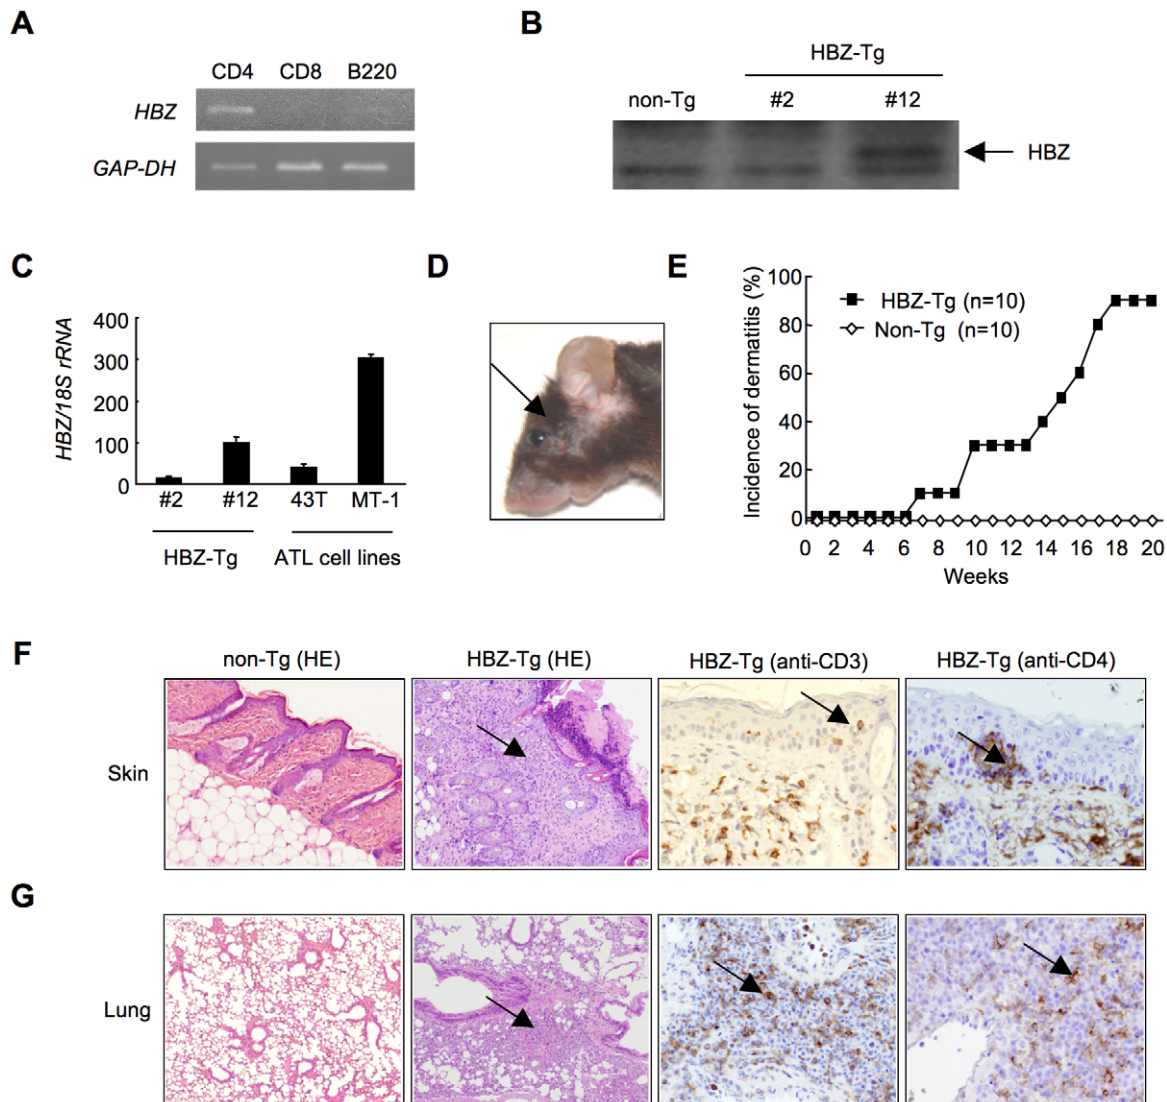 A
CD4 CD8 B220
HBZ
GAP-DH
B
HBZ-Tg
non-Tg #2 #12
HBZ
C
HBZ/18S rRNA
400
300
200
100
0
#2 #12 43T MT-1
HBZ-Tg ATL cell lines
D
E
Incidence of dermatitis (%)
100
80
60
40
20
0
HBZ-Tg (n=10)
Non-Tg (n=10)
0 2 4 6 8 10 12 14 16 18 20
Weeks
F
non-Tg (HE) HBZ-Tg (HE) HBZ-Tg (anti-CD3) HBZ-Tg (anti-CD4)
Skin
G
Lung